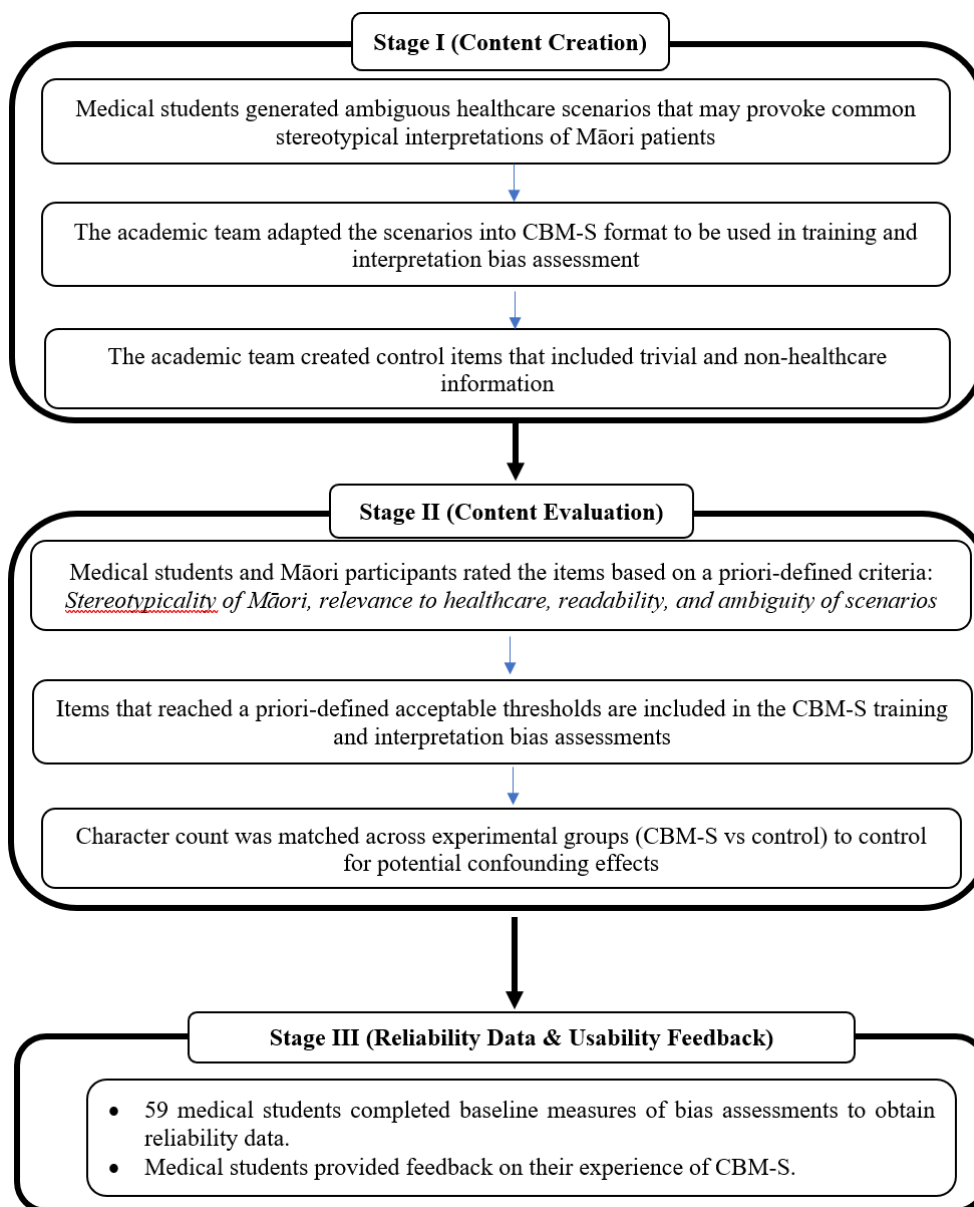 Stage I (Content Creation)
Medical students generated ambiguous healthcare scenarios that may provoke common
stereotypical interpretations of Māori patients
The academic team adapted the scenarios into CBM-S format to be used in training and
interpretation bias assessment
The academic team created control items that included trivial and non-healthcare
information
Stage II (Content Evaluation)
Medical students and Māori participants rated the items based on a priori-defined criteria:
Stereotypicality of Māori, relevance to healthcare, readability, and ambiguity of scenarios
Items that reached a priori-defined acceptable thresholds are included in the CBM-S training
and interpretation bias assessments
Character count was matched across experimental groups (CBM-S vs control) to control
for potential confounding effects
Stage III (Reliability Data & Usability Feedback)
• 59 medical students completed baseline measures of bias assessments to obtain
reliability data.
• Medical students provided feedback on their experience of CBM-S.